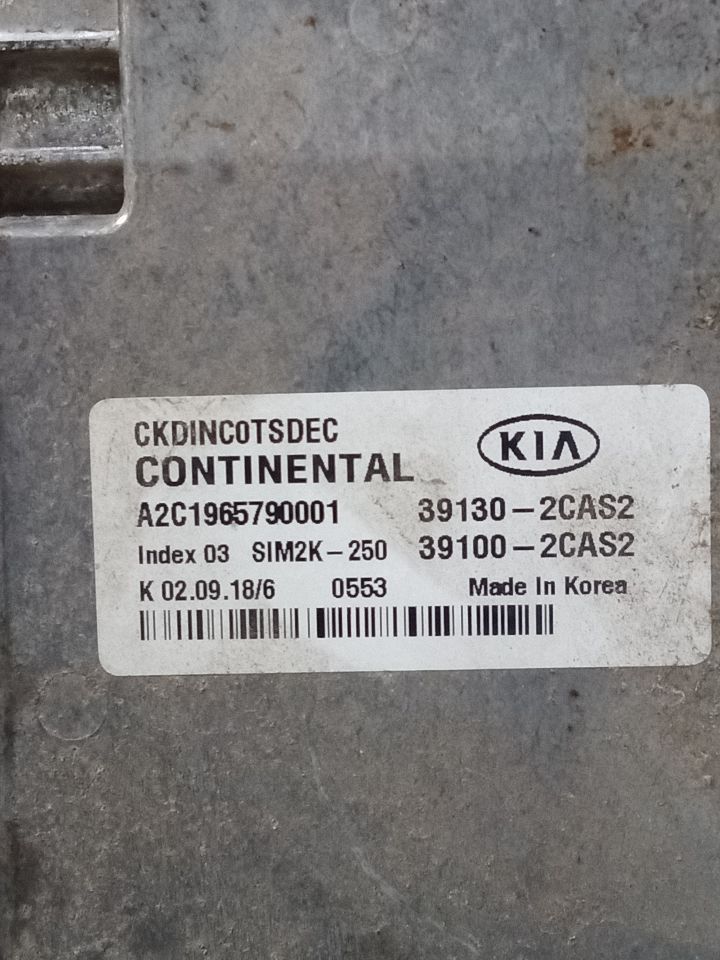 CKDINC0TSDEC
KIA
CONTINENTAL
A2C1965790001 39130-2CAS2
Index 03 SIM2K-250 39100-2CAS2
K 02.09.18/6 0553 Made In Korea